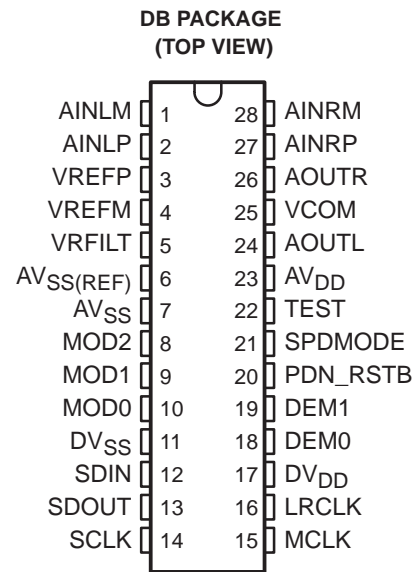 DB PACKAGE
(TOP VIEW)
AINLM 1 28 AINRM
AINLP 2 27 AINRP
VREFP 3 26 AOUTR
VREFM 4 25 VCOM
VRFILT 5 24 AOUTL
AVSS(REF) 6 23 AVDD
AVSS 7 22 TEST
MOD2 8 21 SPDMODE
MOD1 9 20 PDN_RSTB
MOD0 10 19 DEM1
DVSS 11 18 DEM0
SDIN 12 17 DVDD
SDOUT 13 16 LRCLK
SCLK 14 15 MCLK